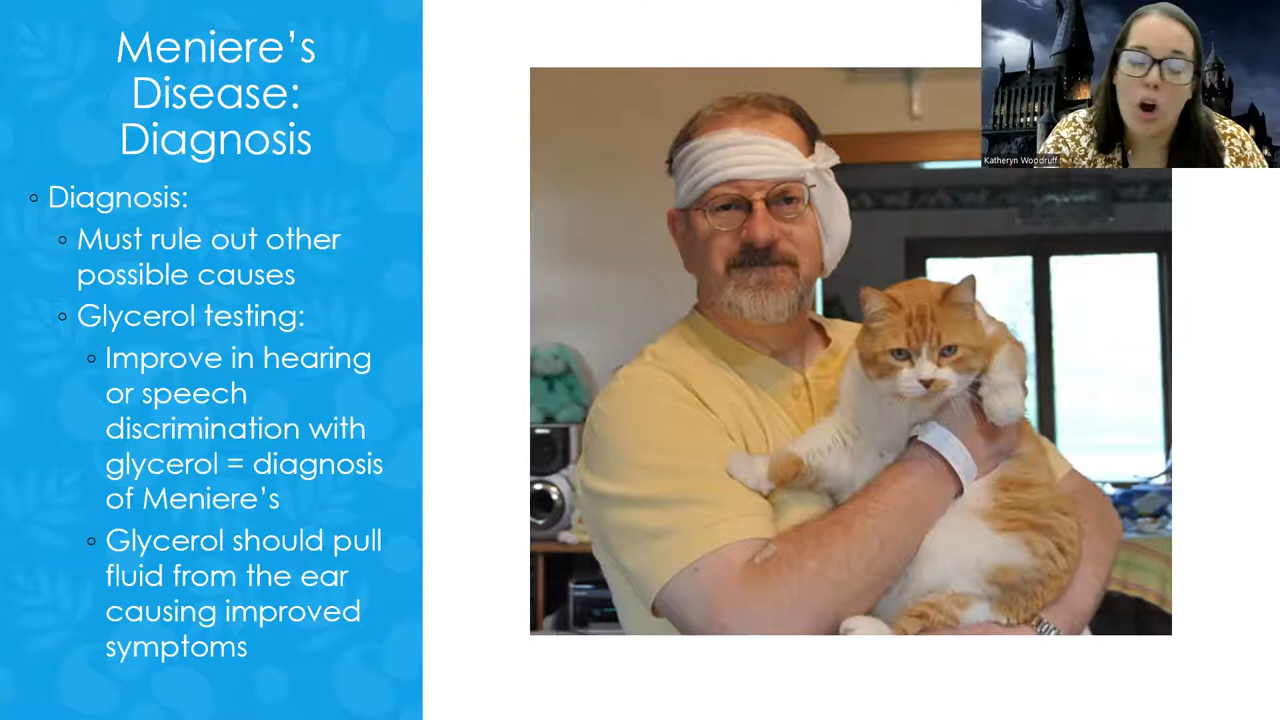 Meniere's
Disease:
Diagnosis
Diagnosis:
Must rule out other
possible causes
Glycerol testing:
Improve in hearing
or speech
discrimination with
glycerol = diagnosis
of Meniere's
Glycerol should pull
fluid from the ear
causing improved
symptoms
Katheryn Woodruff